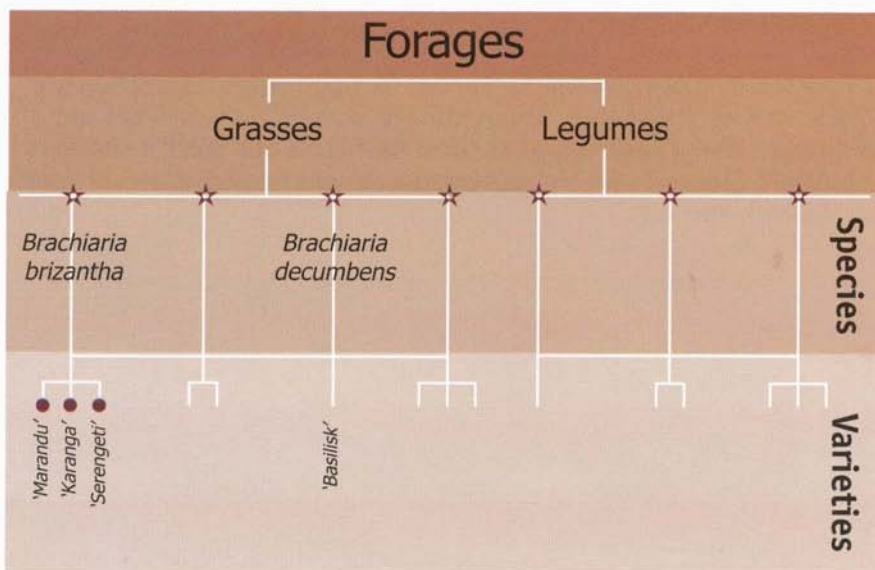 Forages
Grasses
Legumes
Brachiaria
brizantha
Brachiaria
decumbens
Species
'Marandu'
'Karanga'
'Serengeti'
'Basilisk'
Varieties